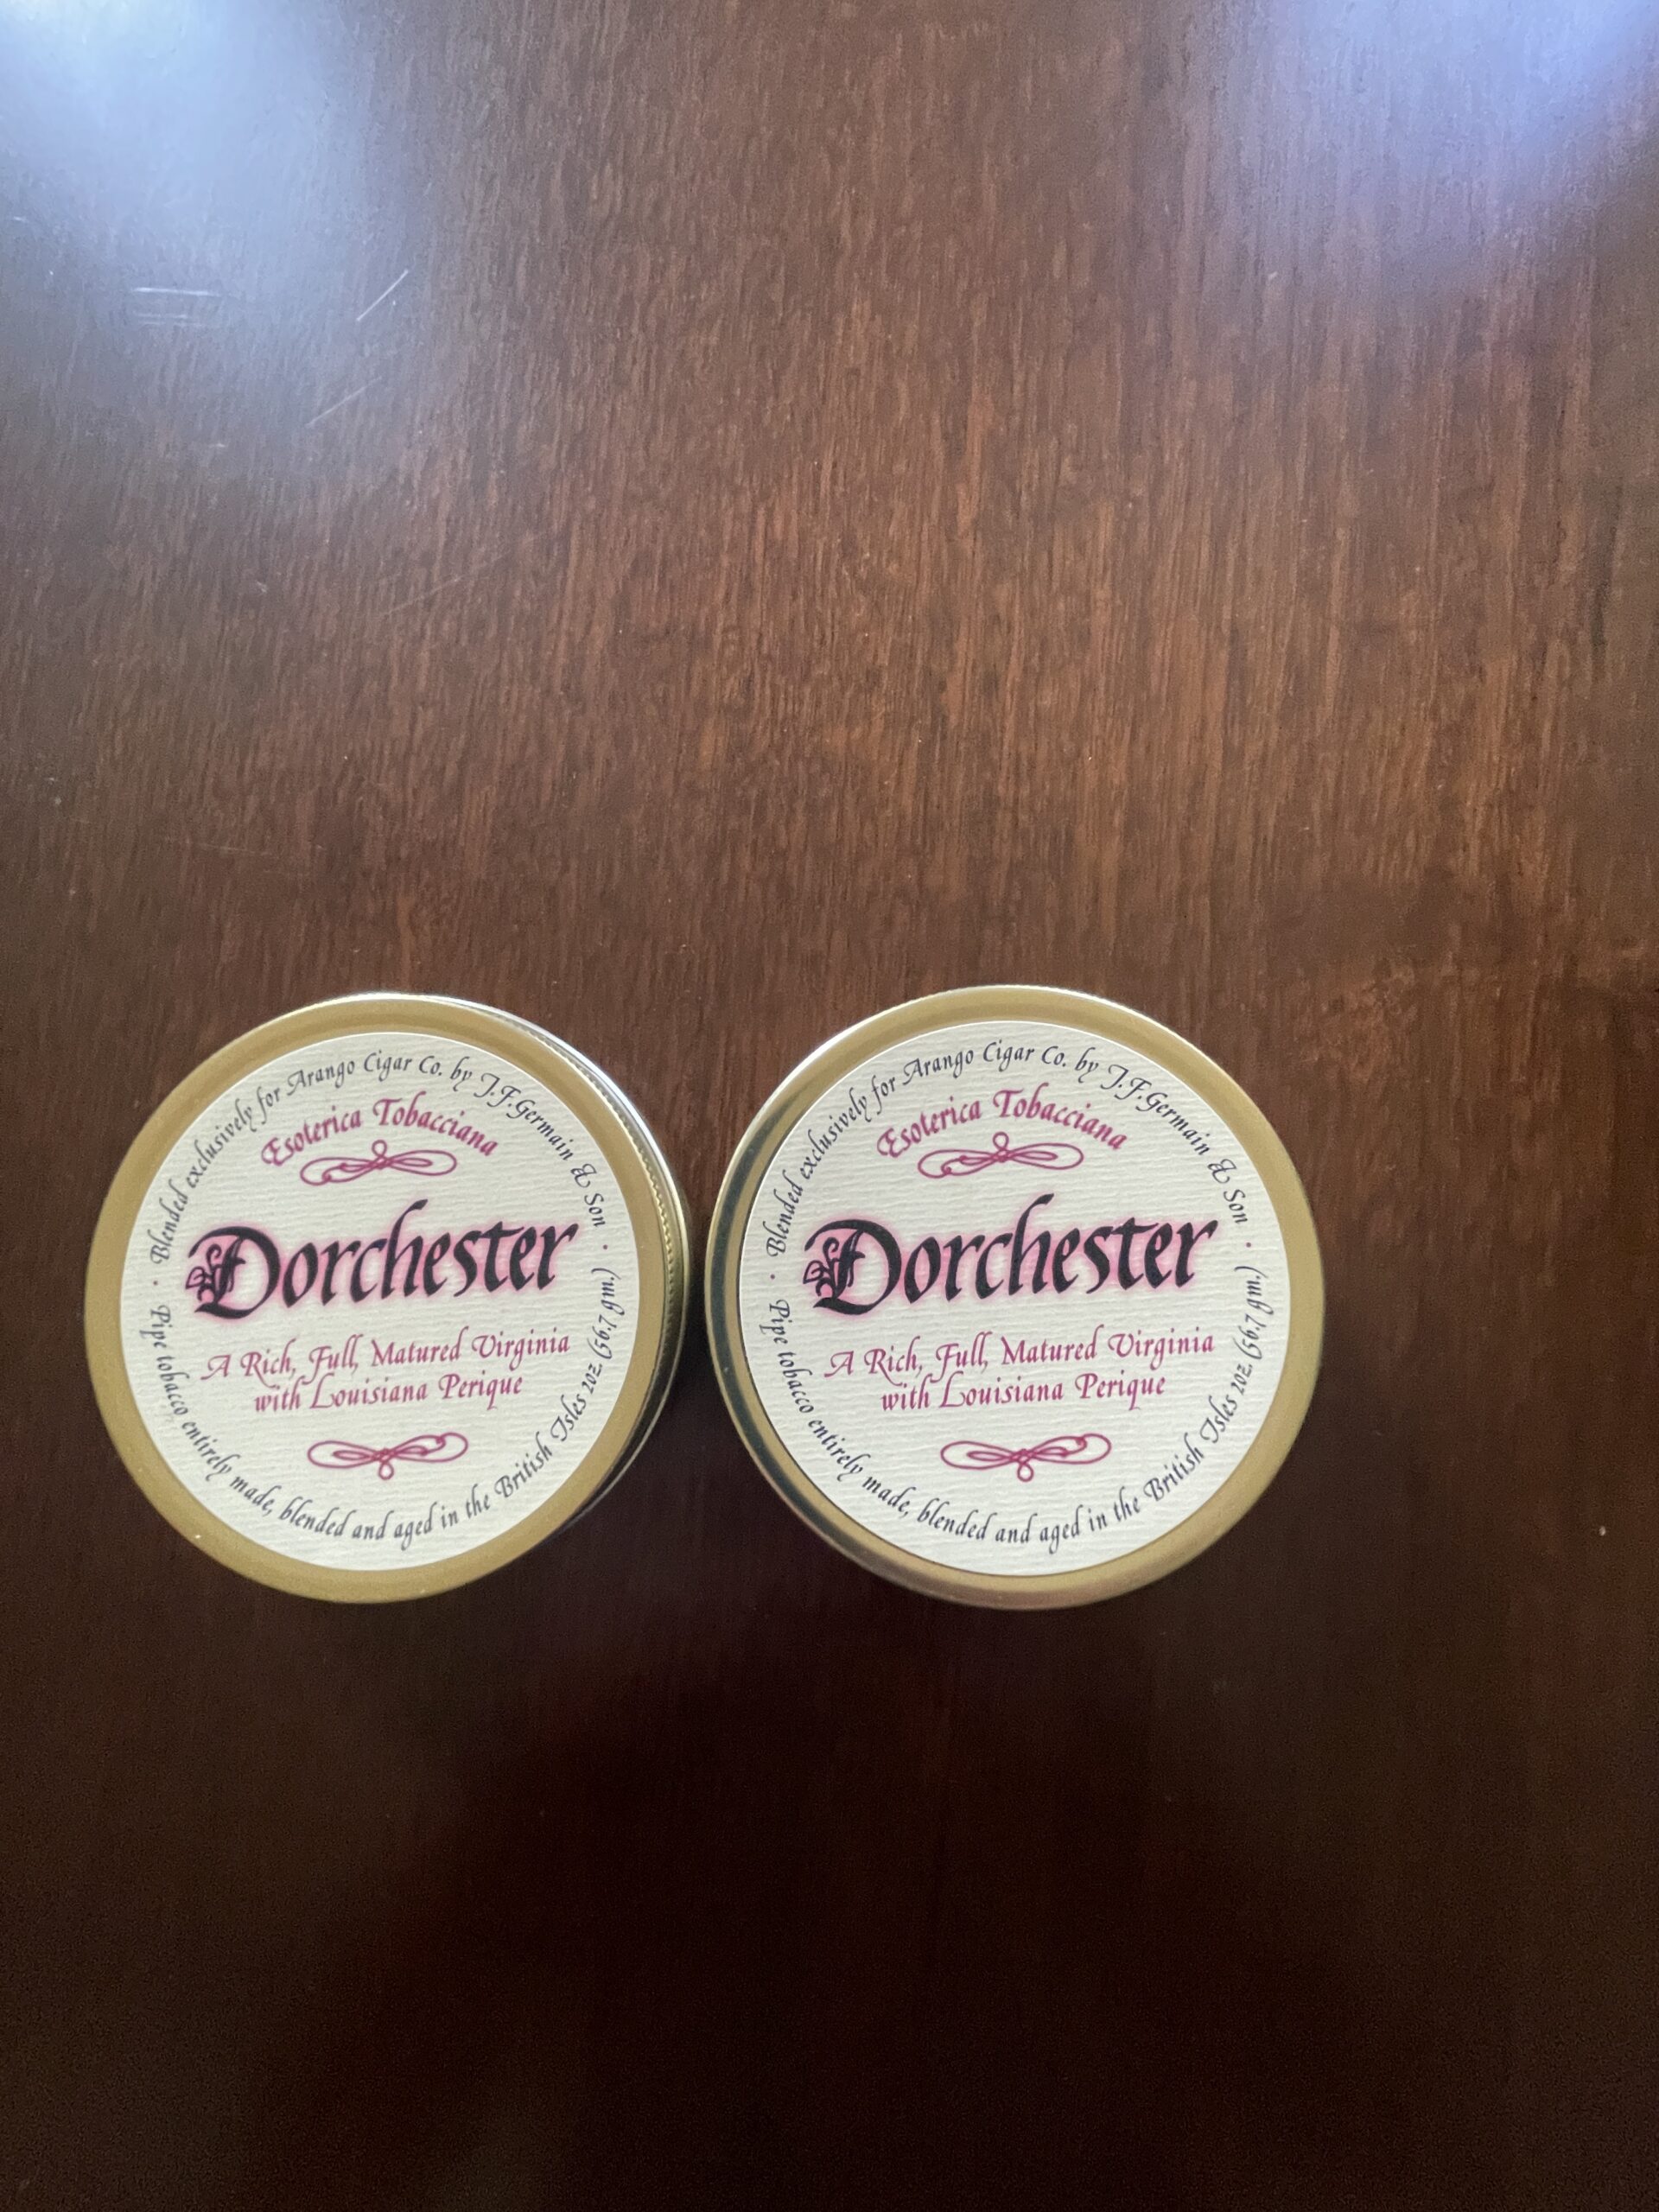 · Blended exclusively for Arango Cigar Co. by J.F.Germain & Son ·
Esoterica Tobacciana
Dorchester
A Rich, Full, Matured Virginia
with Louisiana Perique
Pipe tobacco entirely made, blended and aged in the British Isles 2oz (56.7 gm.)
· Blended exclusively for Arango Cigar Co. by J.F.Germain & Son ·
Esoterica Tobacciana
Dorchester
A Rich, Full, Matured Virginia
with Louisiana Perique
Pipe tobacco entirely made, blended and aged in the British Isles 2oz (56.7 gm.)